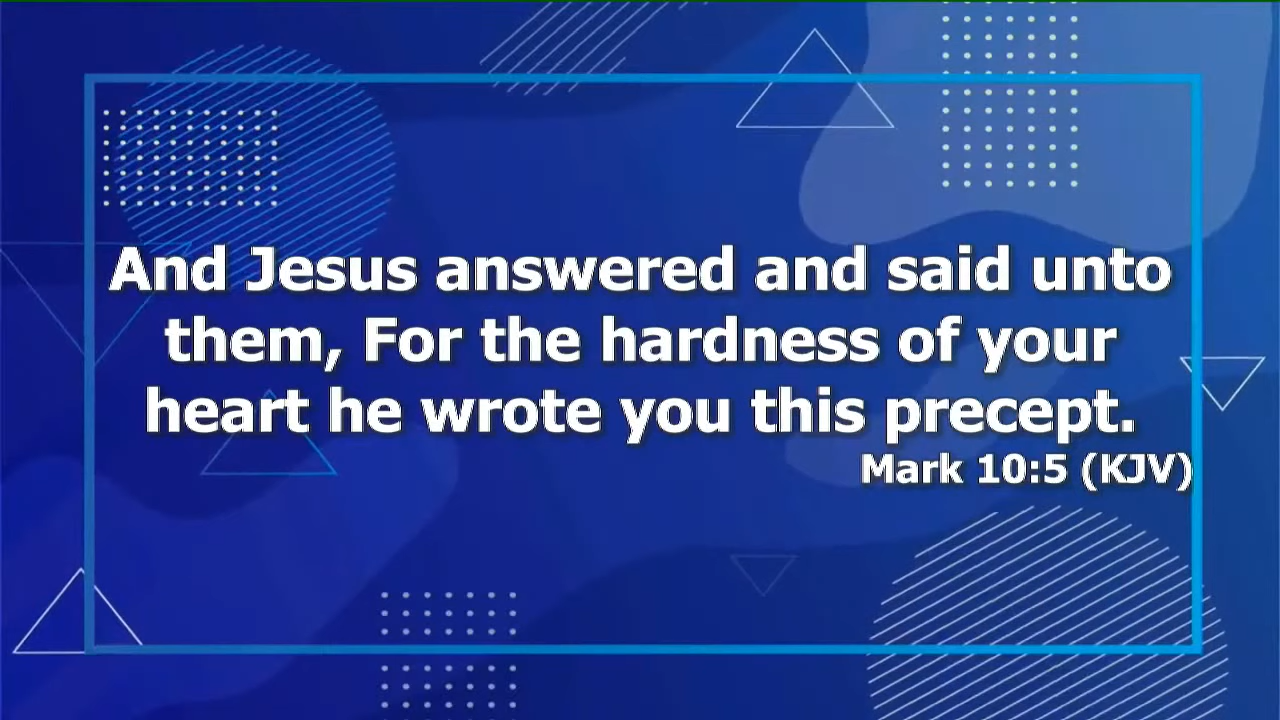 And Jesus answered and said unto
them, For the hardness of your
heart he wrote you this precept.
Mark 10:5 (KJV)